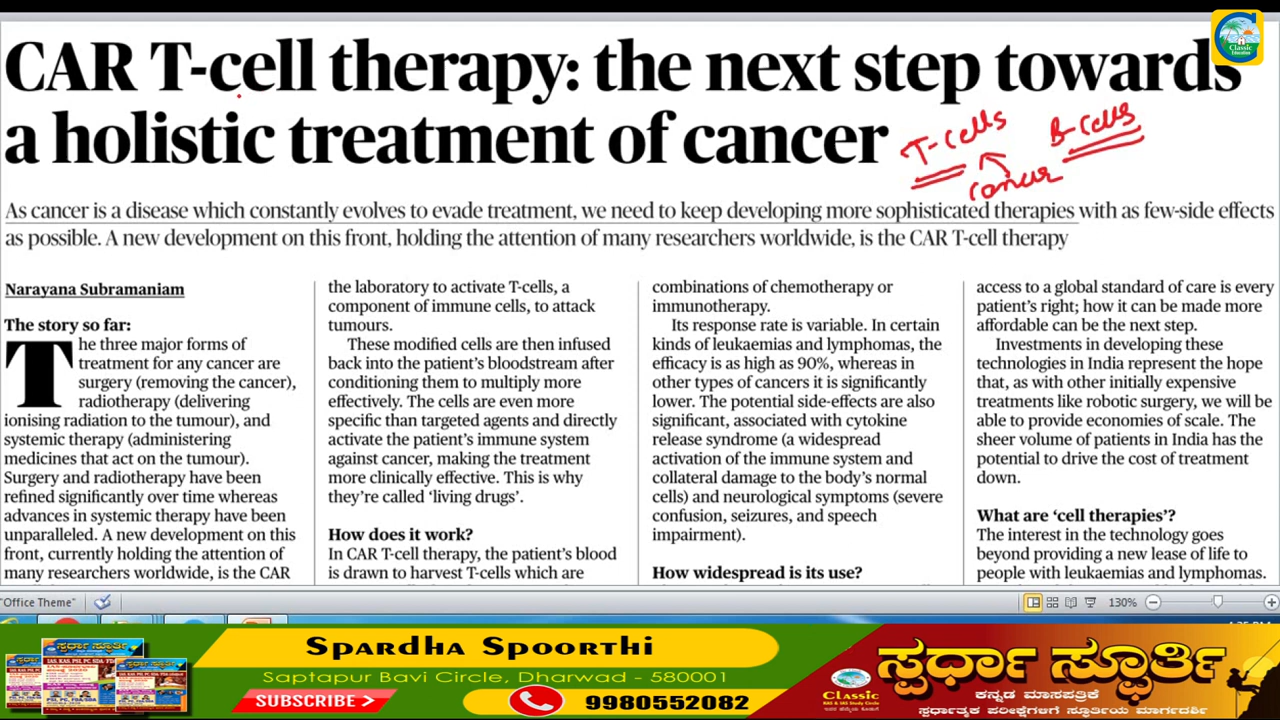 CAR T-cell therapy: the next step towards
a holistic treatment of cancer
T-cells
B-cells
cancer
As cancer is a disease which constantly evolves to evade treatment, we need to keep developing more sophisticated therapies with as few-side effects
as possible. A new development on this front, holding the attention of many researchers worldwide, is the CAR T-cell therapy
Narayana Subramaniam
The story so far:
The three major forms of
treatment for any cancer are
surgery (removing the cancer),
radiotherapy (delivering
ionising radiation to the tumour), and
systemic therapy (administering
medicines that act on the tumour).
Surgery and radiotherapy have been
refined significantly over time whereas
advances in systemic therapy have been
unparalleled. A new development on this
front, currently holding the attention of
many researchers worldwide, is the CAR
the laboratory to activate T-cells, a
component of immune cells, to attack
tumours.
These modified cells are then infused
back into the patient's bloodstream after
conditioning them to multiply more
effectively. The cells are even more
specific than targeted agents and directly
activate the patient's immune system
against cancer, making the treatment
more clinically effective. This is why
they're called 'living drugs'.
How does it work?
In CAR T-cell therapy, the patient's blood
is drawn to harvest T-cells which are
combinations of chemotherapy or
immunotherapy.
Its response rate is variable. In certain
kinds of leukaemias and lymphomas, the
efficacy is as high as 90%, whereas in
other types of cancers it is significantly
lower. The potential side-effects are also
significant, associated with cytokine
release syndrome (a widespread
activation of the immune system and
collateral damage to the body's normal
cells) and neurological symptoms (severe
confusion, seizures, and speech
impairment).
How widespread is its use?
access to a global standard of care is every
patient's right; how it can be made more
affordable can be the next step.
Investments in developing these
technologies in India represent the hope
that, as with other initially expensive
treatments like robotic surgery, we will be
able to provide economies of scale. The
sheer volume of patients in India has the
potential to drive the cost of treatment
down.
What are 'cell therapies'?
The interest in the technology goes
beyond providing a new lease of life to
people with leukaemias and lymphomas.
"Office Theme"
130%
Spardha Spoorthi
Saptapur Bavi Circle, Dharwad - 580001
SUBSCRIBE
9980552082
ಸ್ಪರ್ಧಾ ಸ್ಫೂರ್ತಿ
ಕನ್ನಡ ಮಾಸಪತ್ರಿಕೆ
ಸ್ಪರ್ಧಾತ್ಮಕ ಪರೀಕ್ಷೆಗಳಿಗೆ ಸ್ಫೂರ್ತಿಯ ಮಾರ್ಗದರ್ಶಿ
Classic
Classic
Education